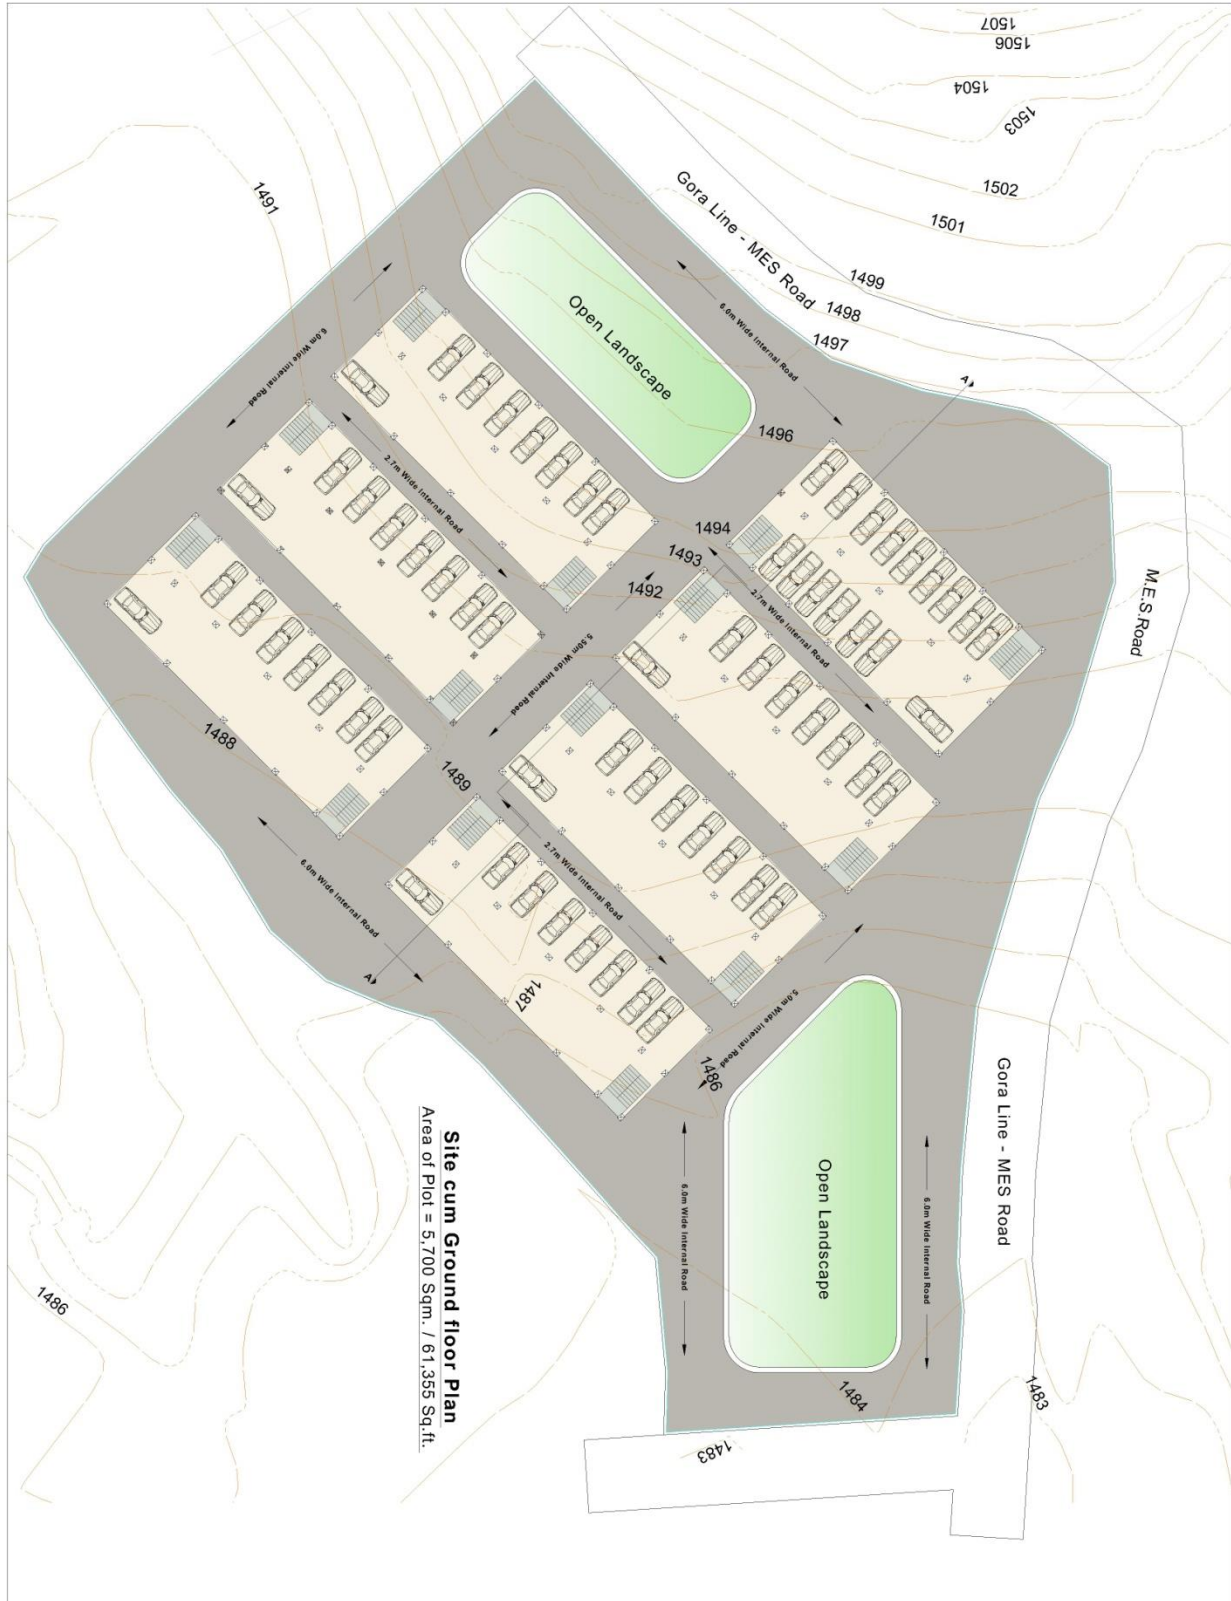 1507
1506
1504
1503
1502
1501
1499
1498
1497
1496
1494
1493
1492
1491
1489
1488
1487
1486
1486
1484
1483
1483
Gora Line - MES Road
M.E.S.Road
Gora Line - MES Road
Open Landscape
Open Landscape
6.0m Wide Internal Road
6.0m Wide Internal Road
2.7m Wide Internal Road
2.7m Wide Internal Road
5.50m Wide Internal Road
2.7m Wide Internal Road
6.0m Wide Internal Road
5.0m Wide Internal Road
6.0m Wide Internal Road
6.0m Wide Internal Road
A
A
Site cum Ground floor Plan
Area of Plot = 5,700 Sqm. / 61,355 Sq.ft.